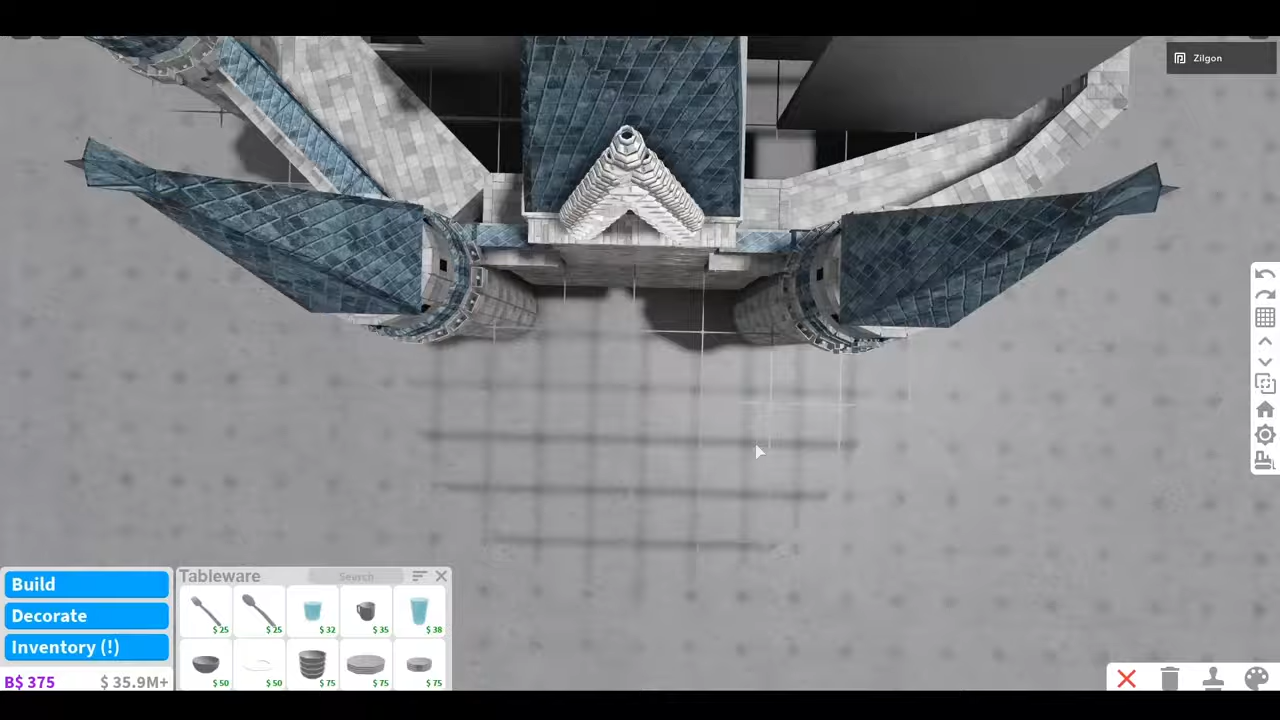 Zilgon
Build
Decorate
Inventory (!)
B$ 375
$ 35.9M+
Tableware
Search
$ 25
$ 25
$ 32
$ 35
$ 38
$ 50
$ 50
$ 75
$ 75
$ 75